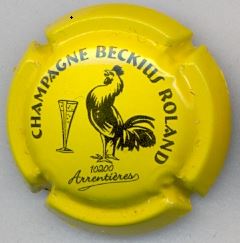 CHAMPAGNE BECKIUS ROLAND
10200
Arrentières